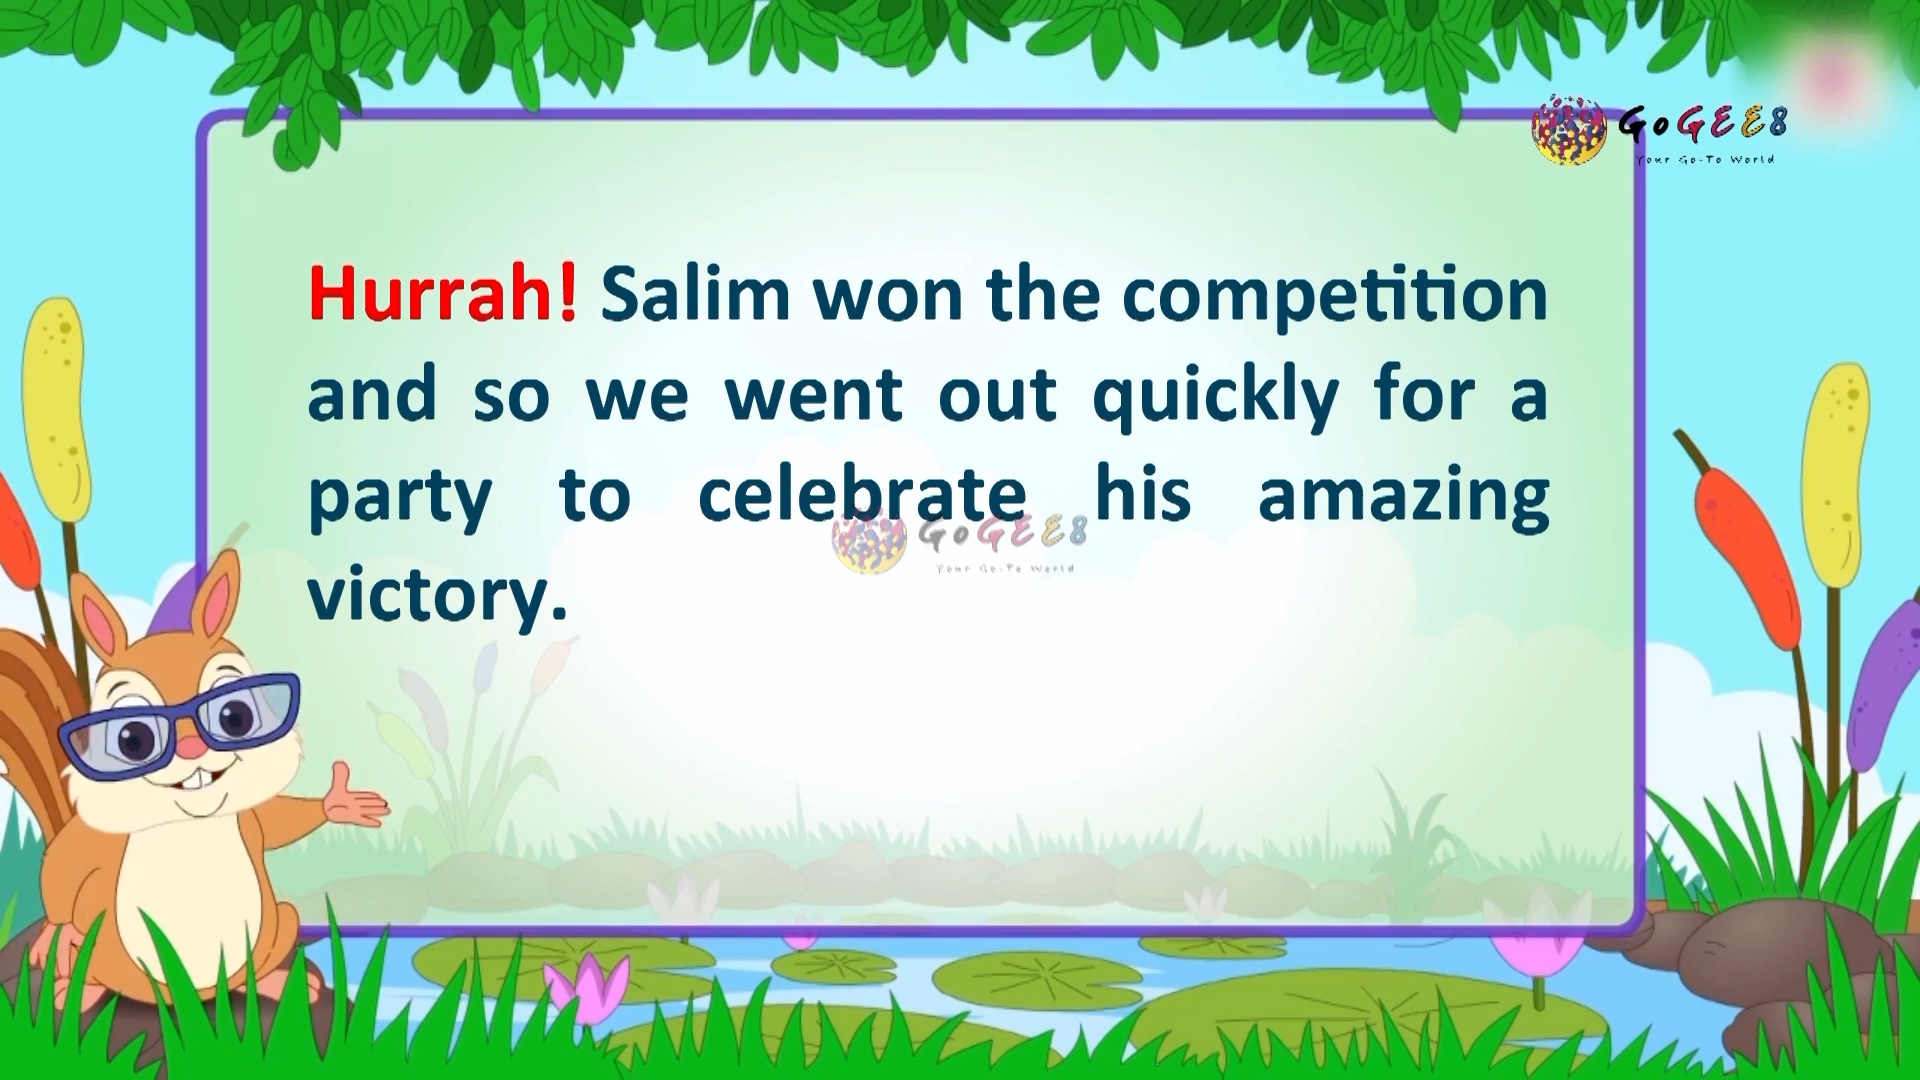 GoGEE8
Your Go-To World
Hurrah! Salim won the competition
and so we went out quickly for a
party to celebrate his amazing
victory.
GoGEE8
Your Go-To World